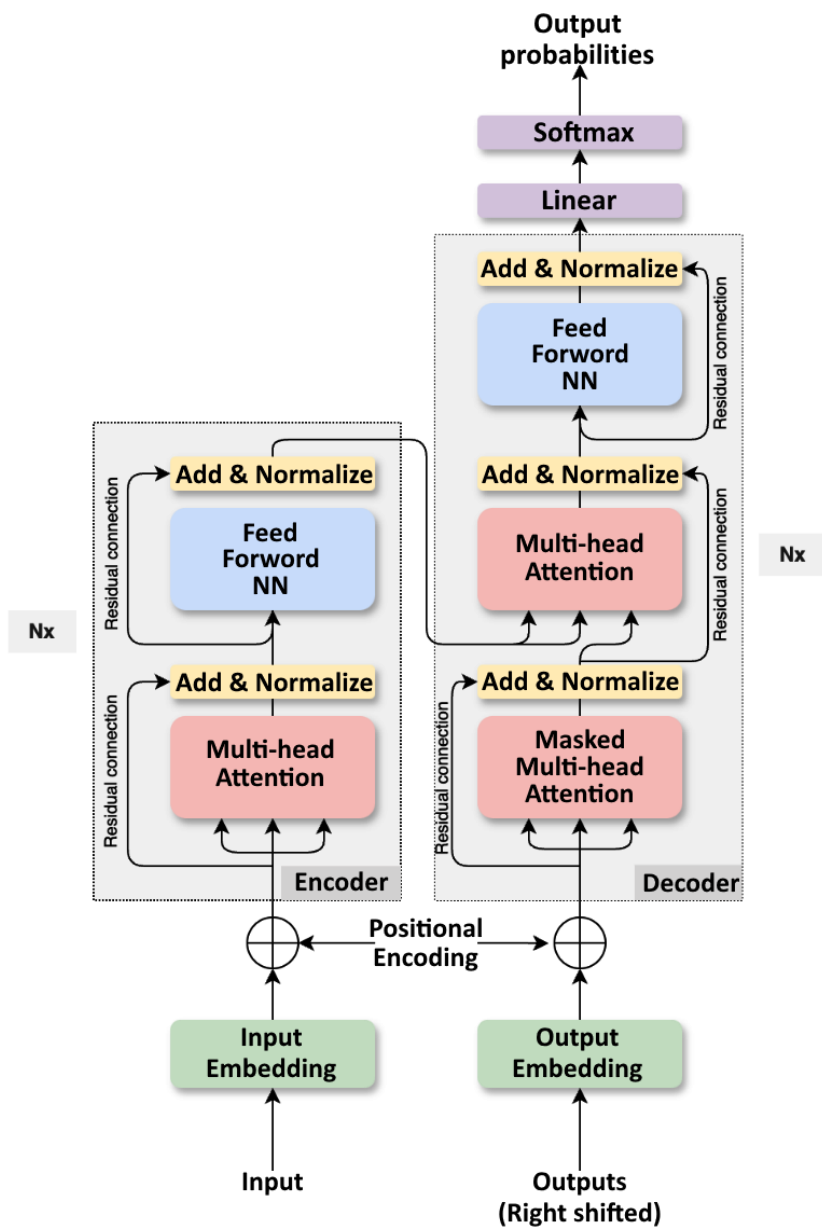 Output
probabilities
Softmax
Linear
Add & Normalize
Feed
Forword
NN
Residual connection
Add & Normalize
Multi-head
Attention
Residual connection
Nx
Add & Normalize
Masked
Multi-head
Attention
Residual connection
Decoder
Add & Normalize
Feed
Forword
NN
Residual connection
Nx
Add & Normalize
Multi-head
Attention
Residual connection
Encoder
Positional
Encoding
Input
Embedding
Output
Embedding
Input
Outputs
(Right shifted)